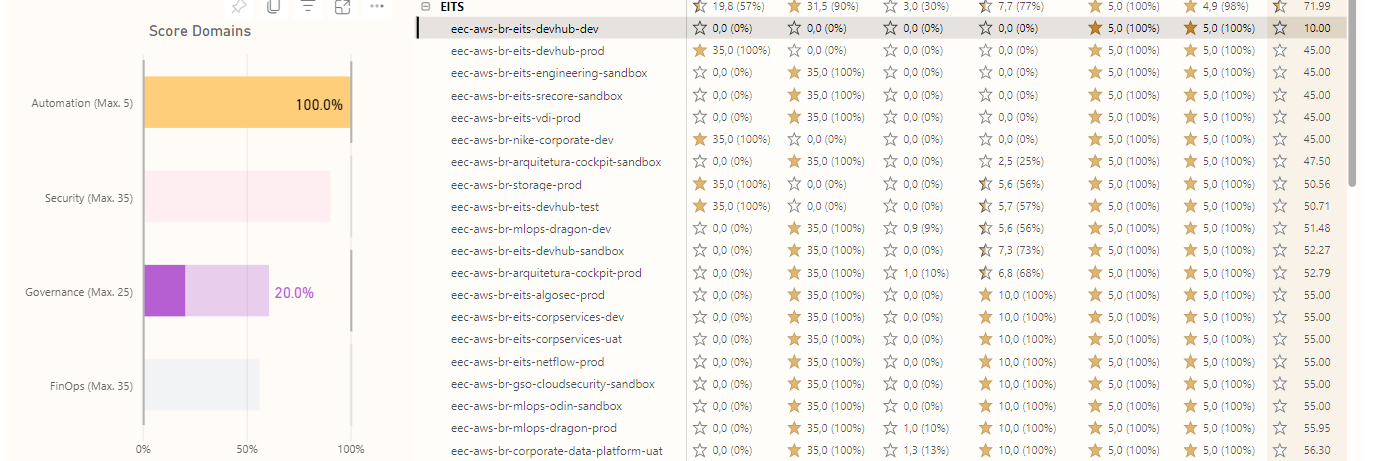 Score Domains
Automation (Max. 5)
100.0%
Security (Max. 35)
Governance (Max. 25)
20.0%
FinOps (Max. 35)
0%
50%
100%
EITS 19,8 (57%) 31,5 (90%) 3,0 (30%) 7,7 (77%) 5,0 (100%) 4,9 (98%) 71.99
eec-aws-br-eits-devhub-dev 0,0 (0%) 0,0 (0%) 0,0 (0%) 0,0 (0%) 5,0 (100%) 5,0 (100%) 10.00
eec-aws-br-eits-devhub-prod 35,0 (100%) 0,0 (0%) 0,0 (0%) 0,0 (0%) 5,0 (100%) 5,0 (100%) 45.00
eec-aws-br-eits-engineering-sandbox 0,0 (0%) 35,0 (100%) 0,0 (0%) 0,0 (0%) 5,0 (100%) 5,0 (100%) 45.00
eec-aws-br-eits-srecore-sandbox 0,0 (0%) 35,0 (100%) 0,0 (0%) 0,0 (0%) 5,0 (100%) 5,0 (100%) 45.00
eec-aws-br-eits-vdi-prod 0,0 (0%) 35,0 (100%) 0,0 (0%) 0,0 (0%) 5,0 (100%) 5,0 (100%) 45.00
eec-aws-br-nike-corporate-dev 35,0 (100%) 0,0 (0%) 0,0 (0%) 0,0 (0%) 5,0 (100%) 5,0 (100%) 45.00
eec-aws-br-arquitetura-cockpit-sandbox 0,0 (0%) 35,0 (100%) 0,0 (0%) 2,5 (25%) 5,0 (100%) 5,0 (100%) 47.50
eec-aws-br-storage-prod 35,0 (100%) 0,0 (0%) 0,0 (0%) 5,6 (56%) 5,0 (100%) 5,0 (100%) 50.56
eec-aws-br-eits-devhub-test 35,0 (100%) 0,0 (0%) 0,0 (0%) 5,7 (57%) 5,0 (100%) 5,0 (100%) 50.71
eec-aws-br-mlops-dragon-dev 0,0 (0%) 35,0 (100%) 0,9 (9%) 5,6 (56%) 5,0 (100%) 5,0 (100%) 51.48
eec-aws-br-eits-devhub-sandbox 0,0 (0%) 35,0 (100%) 0,0 (0%) 7,3 (73%) 5,0 (100%) 5,0 (100%) 52.27
eec-aws-br-arquitetura-cockpit-prod 0,0 (0%) 35,0 (100%) 1,0 (10%) 6,8 (68%) 5,0 (100%) 5,0 (100%) 52.79
eec-aws-br-eits-algosec-prod 0,0 (0%) 35,0 (100%) 0,0 (0%) 10,0 (100%) 5,0 (100%) 5,0 (100%) 55.00
eec-aws-br-eits-corpservices-dev 0,0 (0%) 35,0 (100%) 0,0 (0%) 10,0 (100%) 5,0 (100%) 5,0 (100%) 55.00
eec-aws-br-eits-corpservices-uat 0,0 (0%) 35,0 (100%) 0,0 (0%) 10,0 (100%) 5,0 (100%) 5,0 (100%) 55.00
eec-aws-br-eits-netflow-prod 0,0 (0%) 35,0 (100%) 0,0 (0%) 10,0 (100%) 5,0 (100%) 5,0 (100%) 55.00
eec-aws-br-gso-cloudsecurity-sandbox 0,0 (0%) 35,0 (100%) 0,0 (0%) 10,0 (100%) 5,0 (100%) 5,0 (100%) 55.00
eec-aws-br-mlops-odin-sandbox 0,0 (0%) 35,0 (100%) 0,0 (0%) 10,0 (100%) 5,0 (100%) 5,0 (100%) 55.00
eec-aws-br-mlops-dragon-prod 0,0 (0%) 35,0 (100%) 1,0 (10%) 10,0 (100%) 5,0 (100%) 5,0 (100%) 55.95
eec-aws-br-corporate-data-platform-uat 0,0 (0%) 35,0 (100%) 1,3 (13%) 10,0 (100%) 5,0 (100%) 5,0 (100%) 56.30